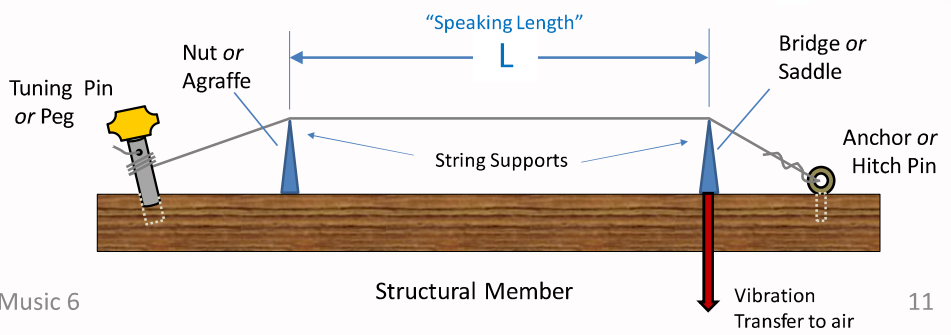 “Speaking Length”
L
Nut or
Agraffe
Bridge or
Saddle
Tuning Pin
or Peg
String Supports
Anchor or
Hitch Pin
Structural Member
Vibration
Transfer to air
Music 6
11